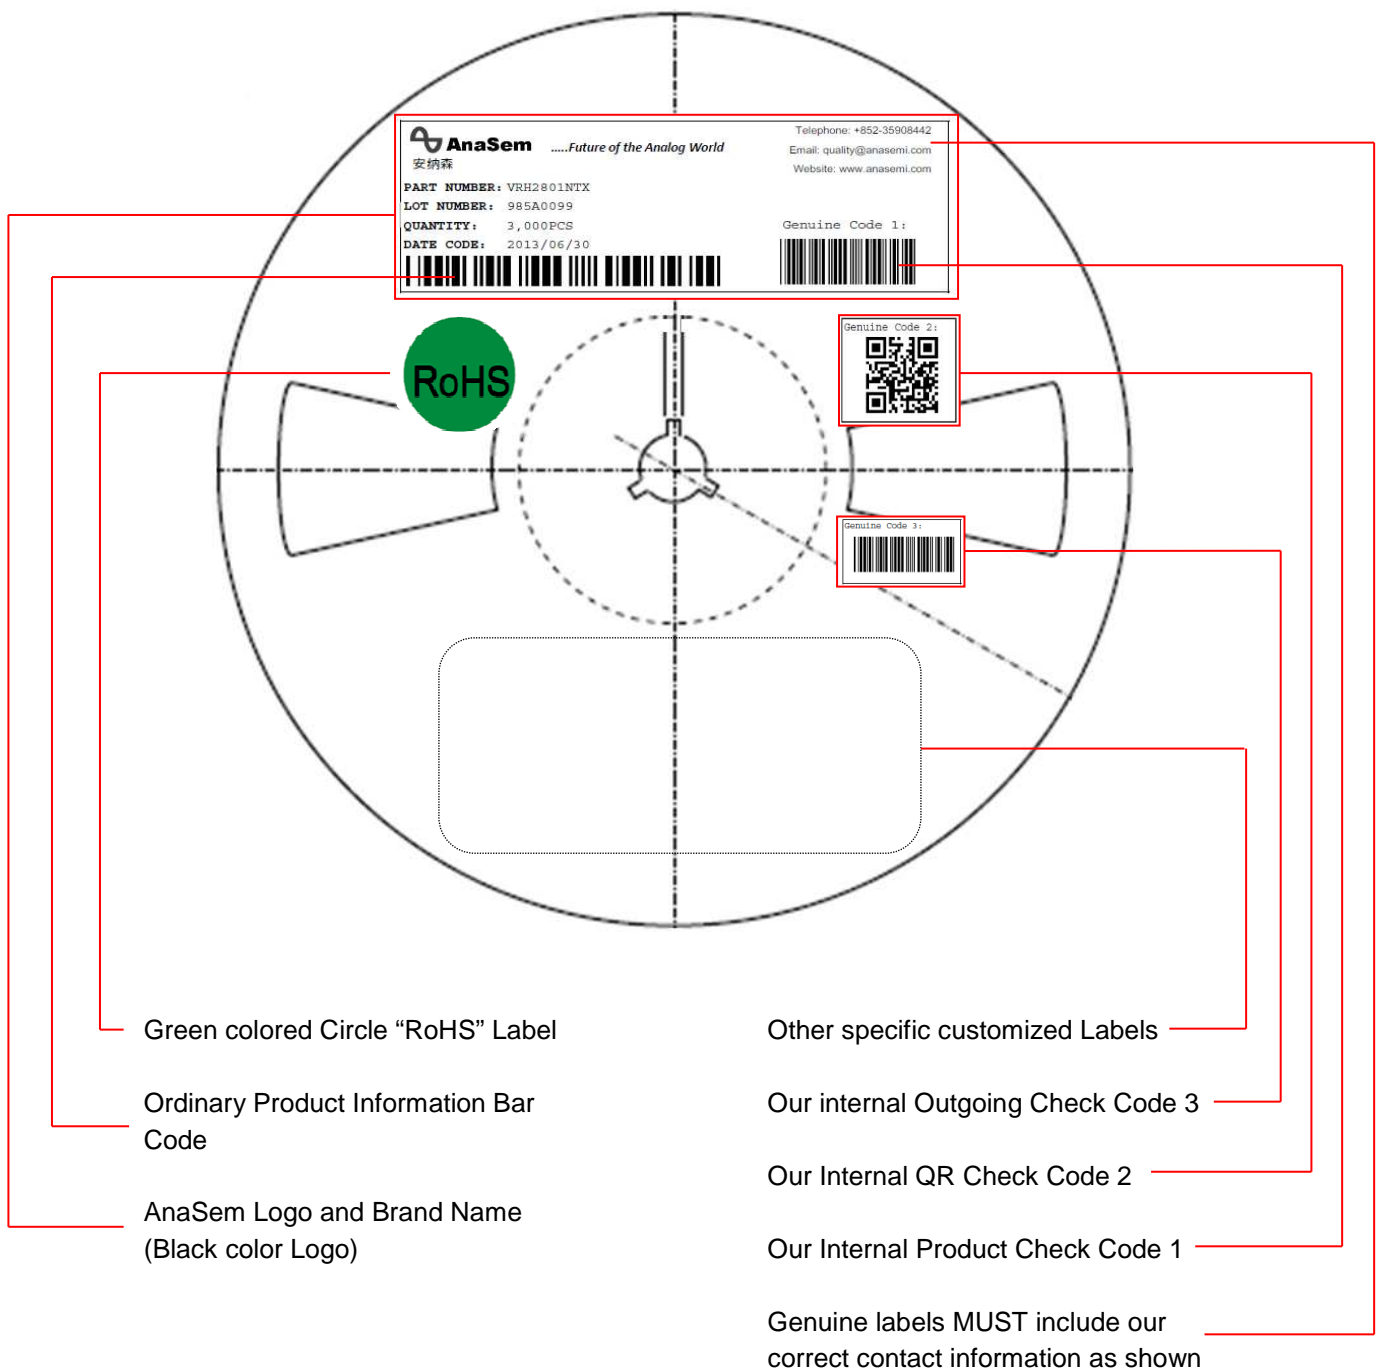 AnaSem .....Future of the Analog World
安纳森
Telephone: +852-35908442
Email: quality@anasemi.com
Website: www.anasemi.com
PART NUMBER: VRH2801NTX
LOT NUMBER: 985A0099
QUANTITY: 3,000PCS
DATE CODE: 2013/06/30
Genuine Code 1:
RoHS
Genuine Code 2:
Genuine Code 3:
Green colored Circle “RoHS” Label
Ordinary Product Information Bar
Code
AnaSem Logo and Brand Name
(Black color Logo)
Other specific customized Labels
Our internal Outgoing Check Code 3
Our Internal QR Check Code 2
Our Internal Product Check Code 1
Genuine labels MUST include our
correct contact information as shown